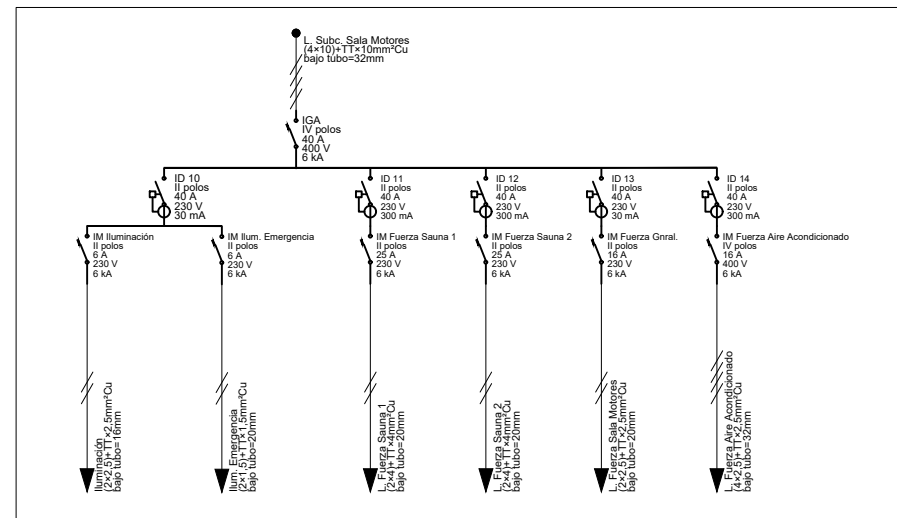 L. Subc. Sala Motores
(4×10)+TT×10mm²Cu
bajo tubo=32mm
IGA
IV polos
40 A
400 V
6 kA
ID 10
II polos
40 A
230 V
30 mA
ID 11
II polos
40 A
230 V
300 mA
ID 12
II polos
40 A
230 V
300 mA
ID 13
II polos
40 A
230 V
30 mA
ID 14
II polos
40 A
230 V
300 mA
IM Iluminación
II polos
6 A
230 V
6 kA
IM Ilum. Emergencia
II polos
6 A
230 V
6 kA
IM Fuerza Sauna 1
II polos
25 A
230 V
6 kA
IM Fuerza Sauna 2
II polos
25 A
230 V
6 kA
IM Fuerza Gnral.
II polos
16 A
230 V
6 kA
IM Fuerza Aire Acondicionado
IV polos
16 A
400 V
6 kA
Iluminación
(2×2,5)+TT×2,5mm²Cu
bajo tubo=16mm
Ilum. Emergencia
(2×1,5)+TT×1,5mm²Cu
bajo tubo=20mm
L. Fuerza Sauna 1
(2×4)+TT×4mm²Cu
bajo tubo=20mm
L. Fuerza Sauna 2
(2×4)+TT×4mm²Cu
bajo tubo=20mm
L. Fuerza Sala Motores
(2×2,5)+TT×2,5mm²Cu
bajo tubo=20mm
L. Fuerza Aire Acondicionado
(4×2,5)+TT×2,5mm²Cu
bajo tubo=32mm